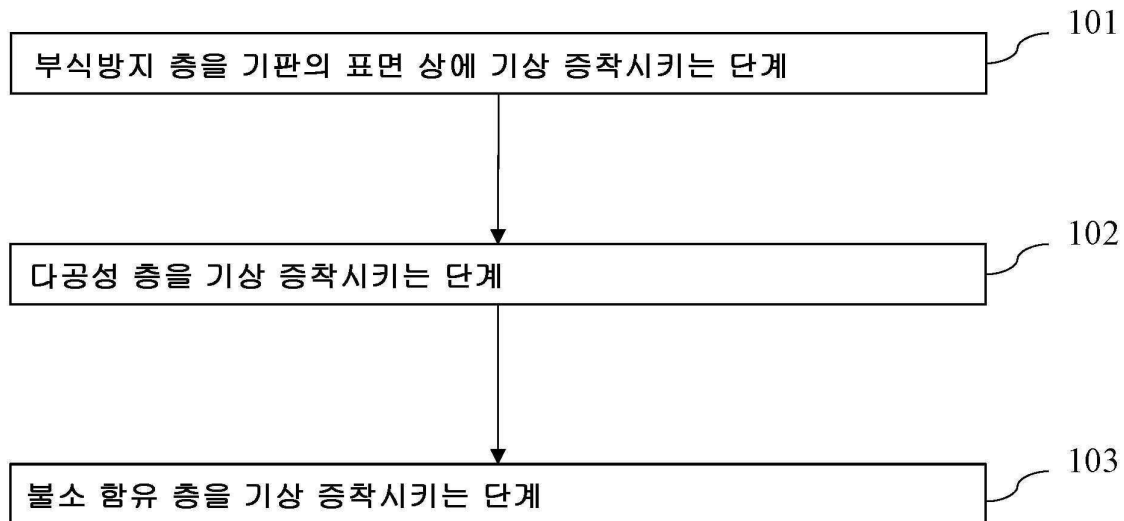 101
부식방지 층을 기판의 표면 상에 기상 증착시키는 단계
102
다공성 층을 기상 증착시키는 단계
103
불소 함유 층을 기상 증착시키는 단계